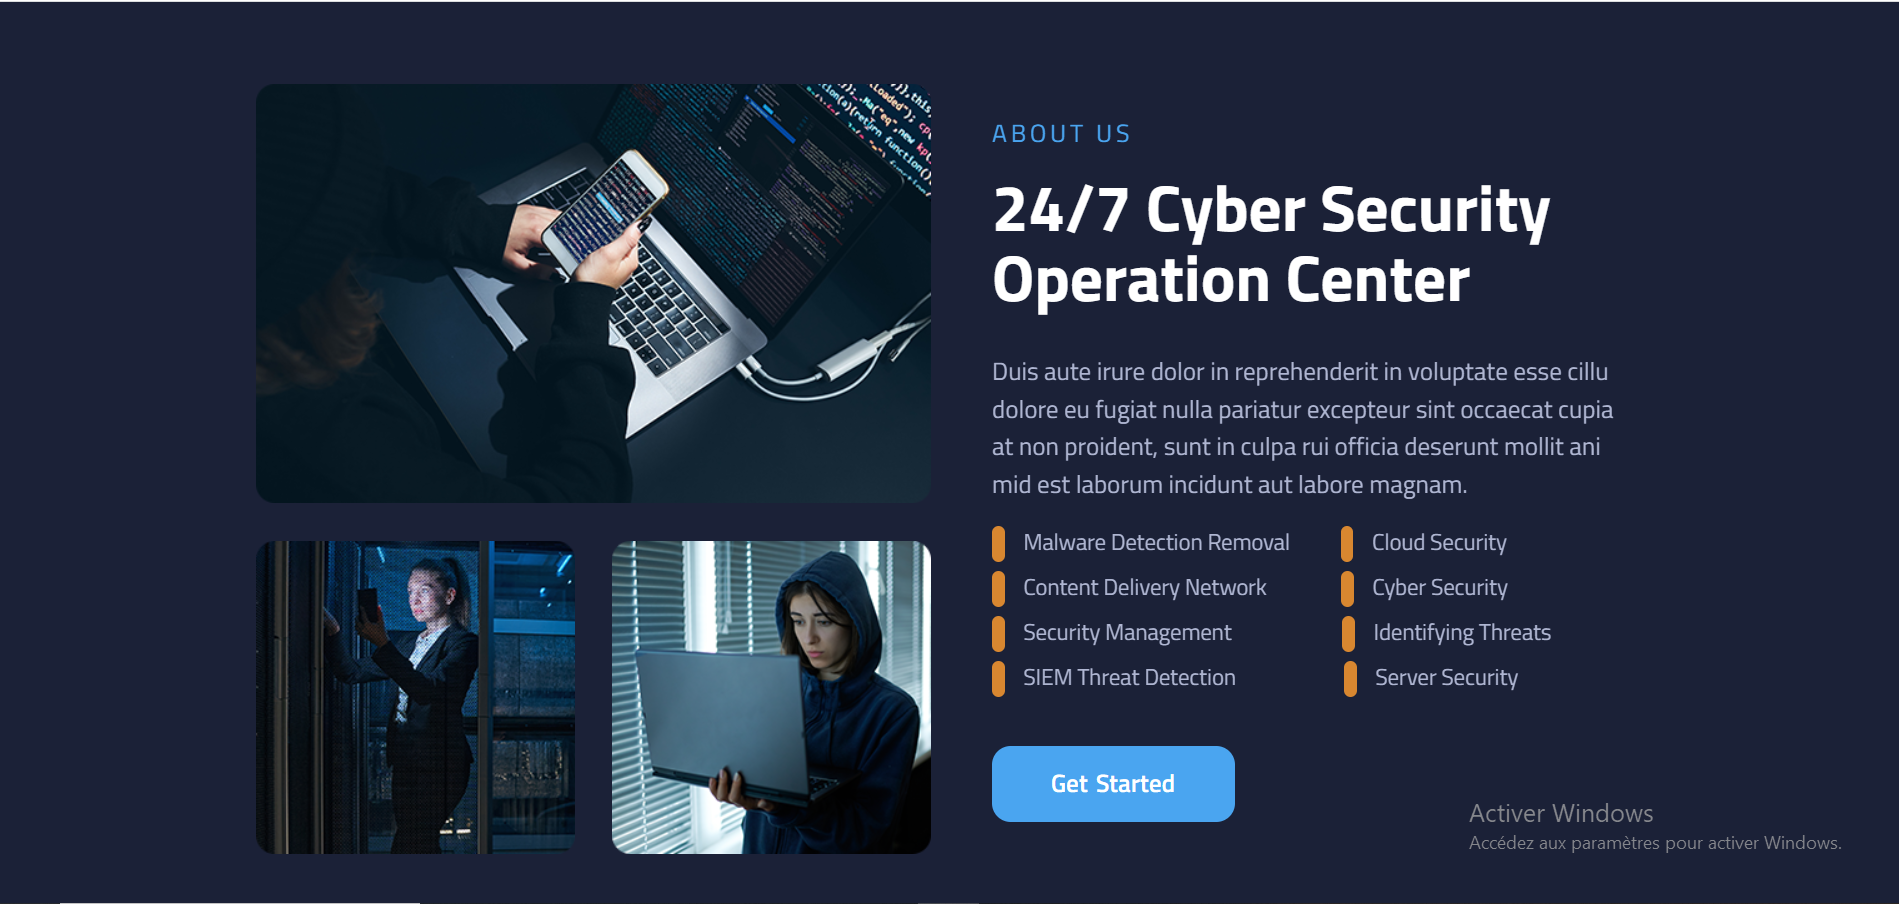 ABOUT US
24/7 Cyber Security
Operation Center
Duis aute irure dolor in reprehenderit in voluptate esse cillu
dolore eu fugiat nulla pariatur excepteur sint occaecat cupia
at non proident, sunt in culpa rui officia deserunt mollit ani
mid est laborum incidunt aut labore magnam.
Malware Detection Removal
Content Delivery Network
Security Management
SIEM Threat Detection
Cloud Security
Cyber Security
Identifying Threats
Server Security
Get Started
Activer Windows
Accédez aux paramètres pour activer Windows.